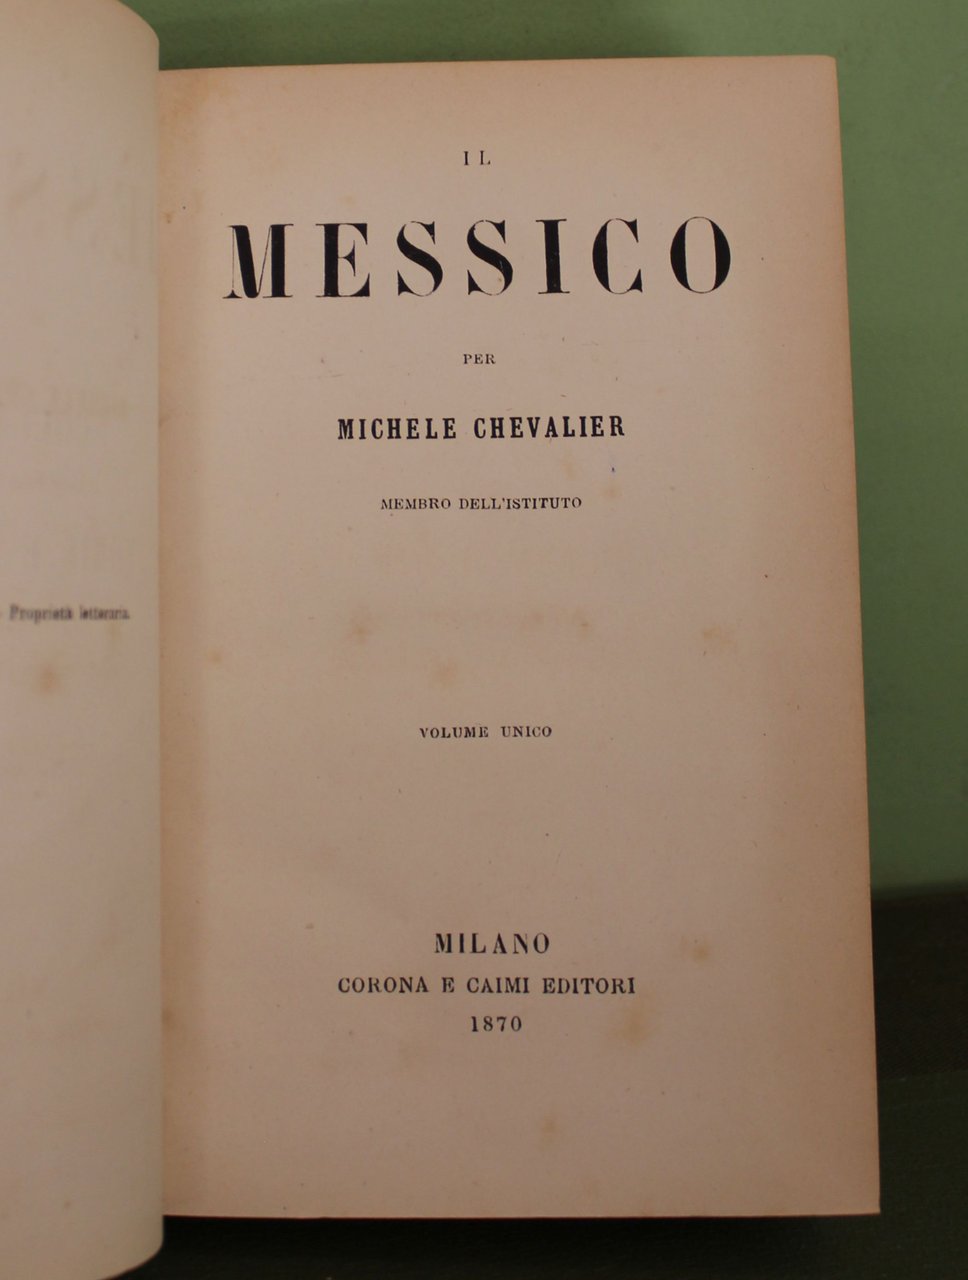 Proprietà letteraria.
IL
MESSICO
PER
MICHELE CHEVALIER
MEMBRO DELL'ISTITUTO
VOLUME UNICO
MILANO
CORONA E CAIMI EDITORI
1870